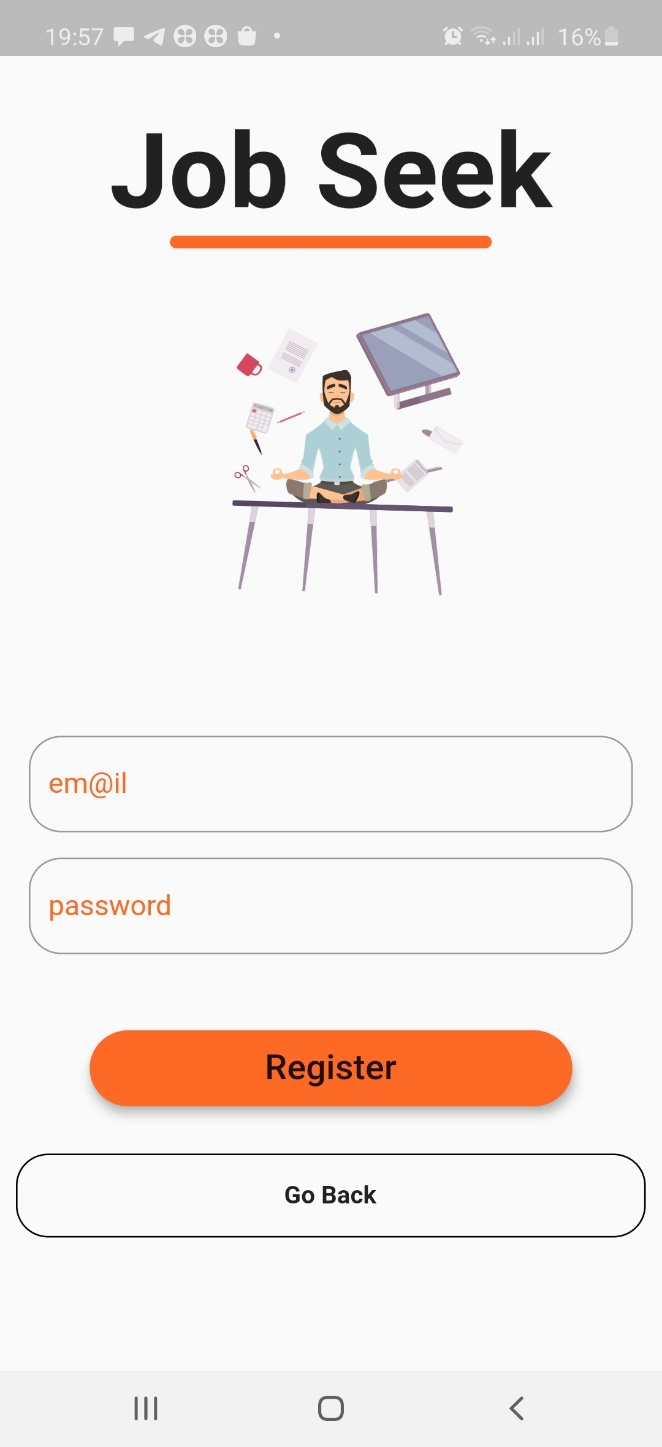 19:57 16%
Job Seek
em@il
password
Register
Go Back